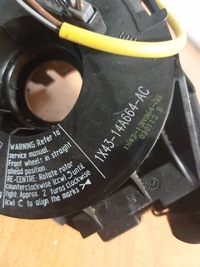 WARNING Refer to
service manual.
Front wheels in straight
ahead position.
RE-CENTRE. Rotate rotor
counterclockwise (ccw) until
tight Approx. 2 turns clockwise
(cw) C to align the marks
1X43-14A664-AC